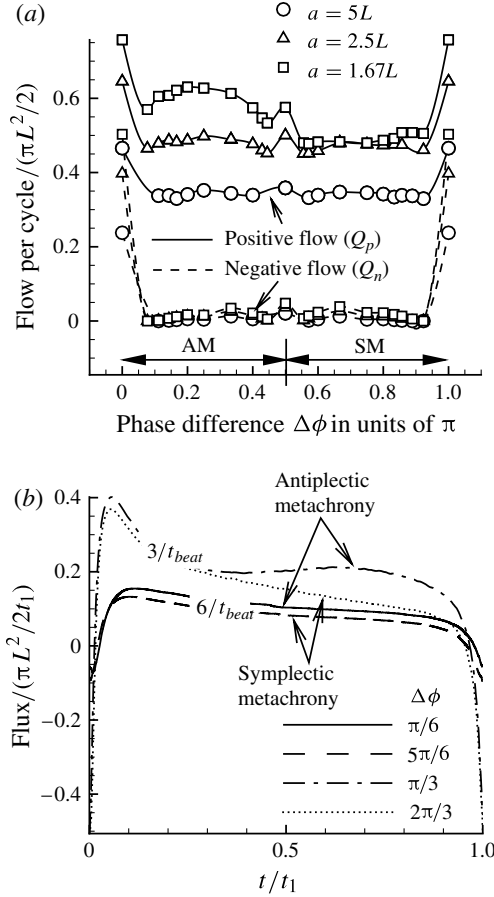 (a)
a = 5L
a = 2.5L
a = 1.67L
Flow per cycle/(πL²/2)
0.6
0.4
0.2
0
Positive flow (Qp)
Negative flow (Qn)
AM
SM
0 0.2 0.4 0.6 0.8 1.0
Phase difference Δϕ in units of π
(b)
Antiplectic
metachrony
Flux/(πL²/2t₁)
0.4
0.2
0
−0.2
−0.4
3/t_beat
6/t_beat
Symplectic
metachrony
Δϕ
π/6
5π/6
π/3
2π/3
0 0.5 1.0
t/t₁